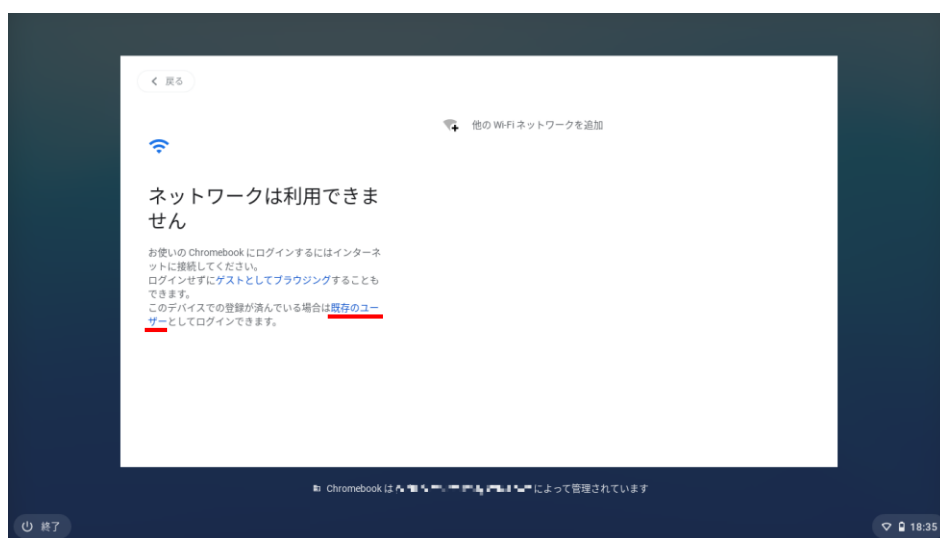 戻る
他の Wi-Fi ネットワークを追加
ネットワークは利用できま
せん
お使いの Chromebook にログインするにはインターネ
ットに接続してください。
ログインせずにゲストとしてブラウジングすることも
できます。
このデバイスでの登録が済んでいる場合は既存のユー
ザーとしてログインできます。
Chromebook は によって管理されています
終了
18:35